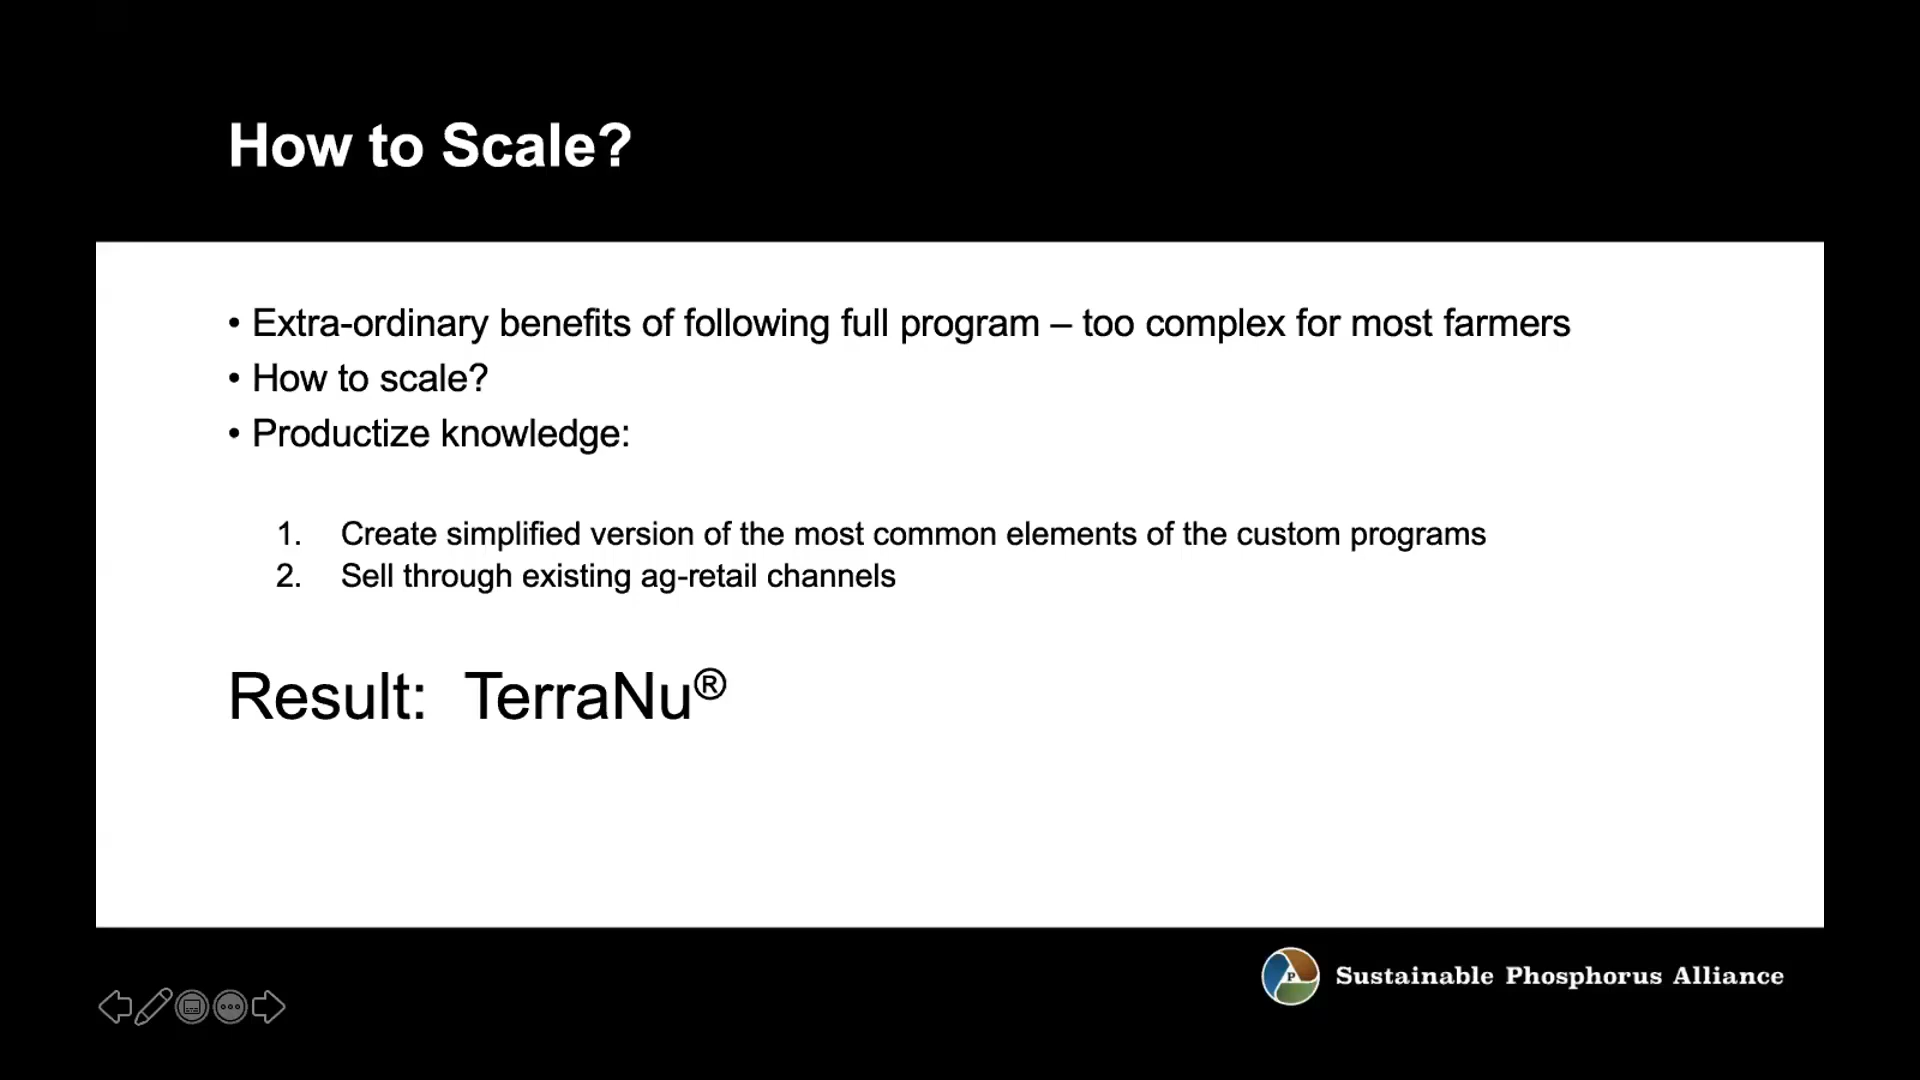 How to Scale?
• Extra-ordinary benefits of following full program – too complex for most farmers
• How to scale?
• Productize knowledge:
1. Create simplified version of the most common elements of the custom programs
2. Sell through existing ag-retail channels
Result: TerraNu®
P
Sustainable Phosphorus Alliance